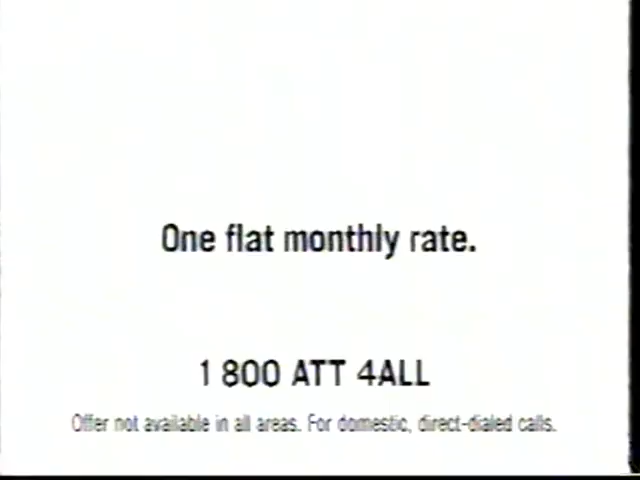 One flat monthly rate.
1 800 ATT 4ALL
Offer not available in all areas. For domestic, direct-dialed calls.